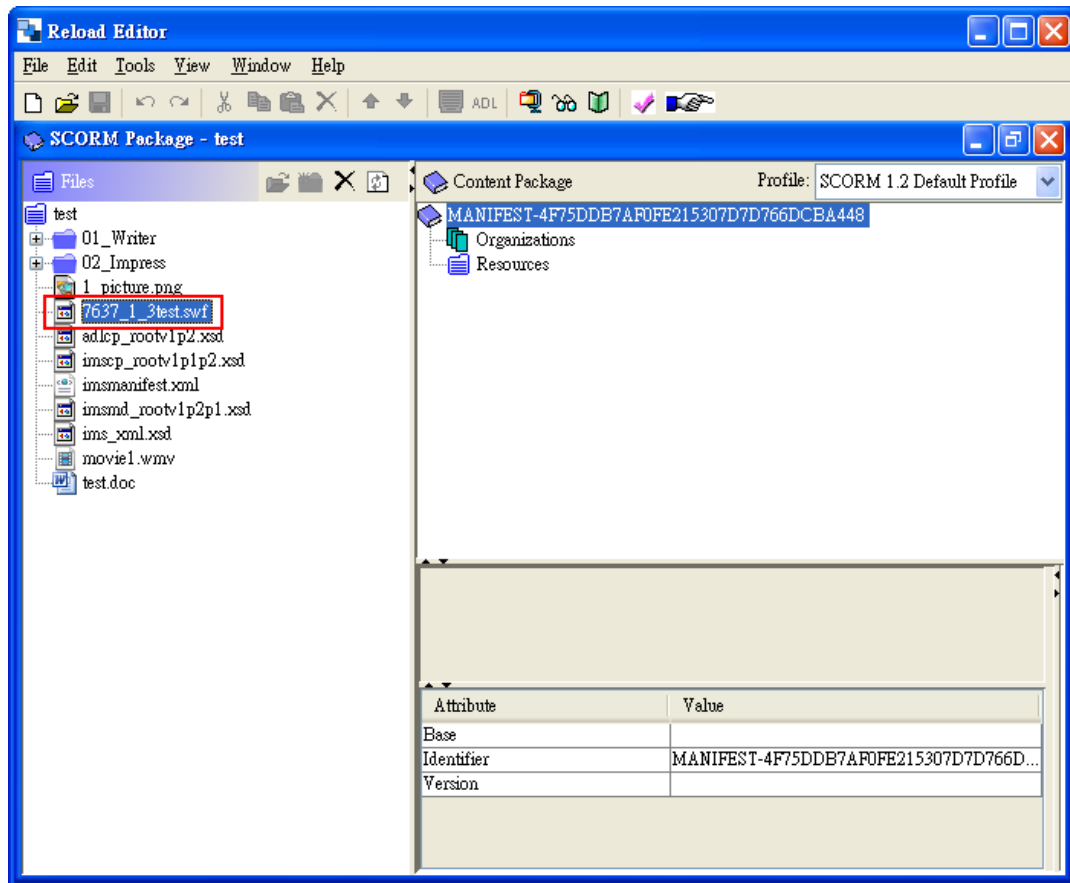 Reload Editor
File Edit Tools View Window Help
ADL
SCORM Package - test
Files
test
01_Writer
02_Impress
1_picture.png
7637_1_3test.swf
adlcp_rootv1p2.xsd
imscp_rootv1p1p2.xsd
imsmanifest.xml
imsmd_rootv1p2p1.xsd
ims_xml.xsd
movie1.wmv
test.doc
Content Package Profile: SCORM 1.2 Default Profile
MANIFEST-4F75DDB7AF0FE215307D7D766DCBA448
Organizations
Resources
Attribute Value
Base
Identifier MANIFEST-4F75DDB7AF0FE215307D7D766D...
Version